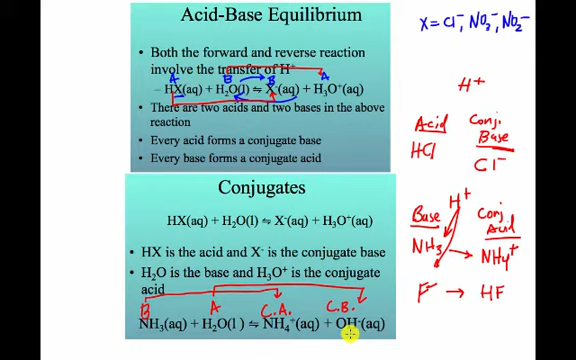 Acid-Base Equilibrium
• Both the forward and reverse reaction
involve the transfer of H⁺
A B B A
– HX(aq) + H₂O(l) ⇌ X⁻(aq) + H₃O⁺(aq)
• There are two acids and two bases in the above
reaction
• Every acid forms a conjugate base
• Every base forms a conjugate acid
Conjugates
HX(aq) + H₂O(l) ⇌ X⁻(aq) + H₃O⁺(aq)
• HX is the acid and X⁻ is the conjugate base
• H₂O is the base and H₃O⁺ is the conjugate
acid
B A C.A. C.B.
NH₃(aq) + H₂O(l) ⇌ NH₄⁺(aq) + OH⁻(aq)
X = Cl⁻, NO₃⁻, NO₂⁻
H⁺
Acid Conj.
Base
HCl Cl⁻
H⁺
Base Conj.
Acid
NH₃ → NH₄⁺
F⁻ → HF